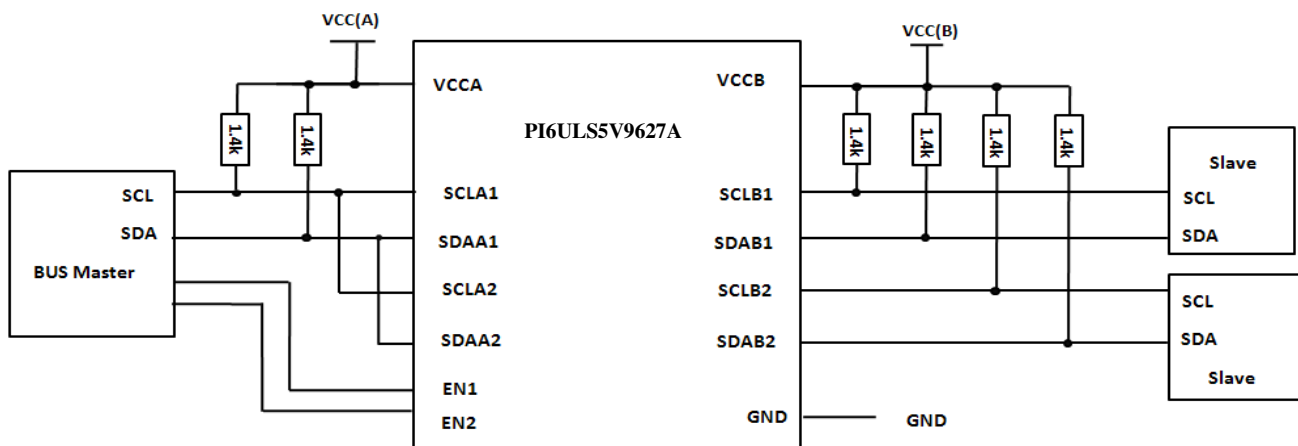 VCC(A)
VCC(B)
VCCA
VCCB
PI6ULS5V9627A
1.4k
1.4k
1.4k
1.4k
1.4k
1.4k
Slave
SCL
SCLA1
SCLB1
SCL
SDA
SDAA1
SDAB1
SDA
BUS Master
SCLA2
SCLB2
SCL
SDAA2
SDAB2
SDA
Slave
EN1
EN2
GND
GND